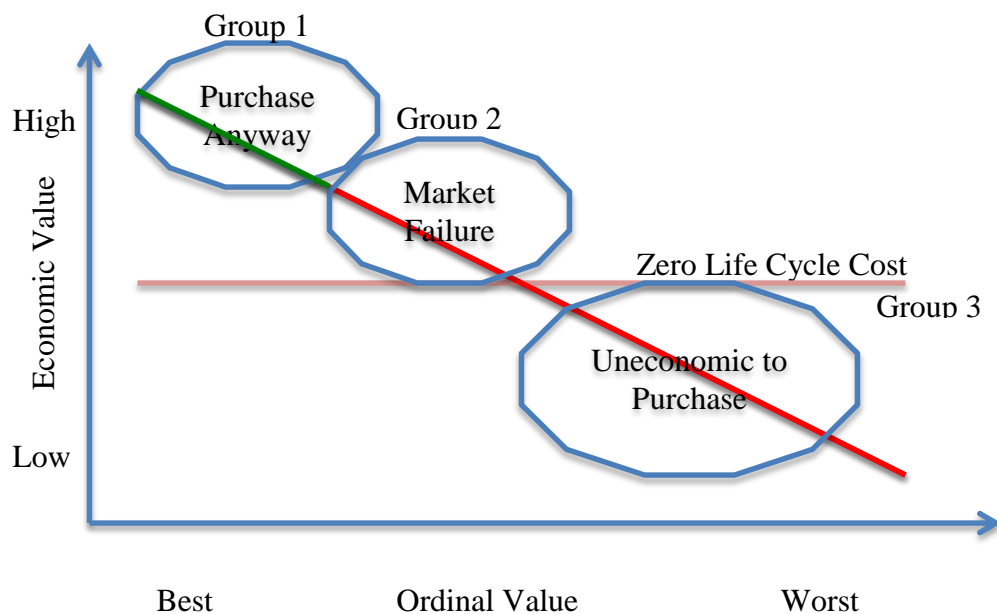 Group 1
Purchase
Anyway
High
Group 2
Market
Failure
Economic Value
Zero Life Cycle Cost
Group 3
Uneconomic to
Purchase
Low
Best
Ordinal Value
Worst